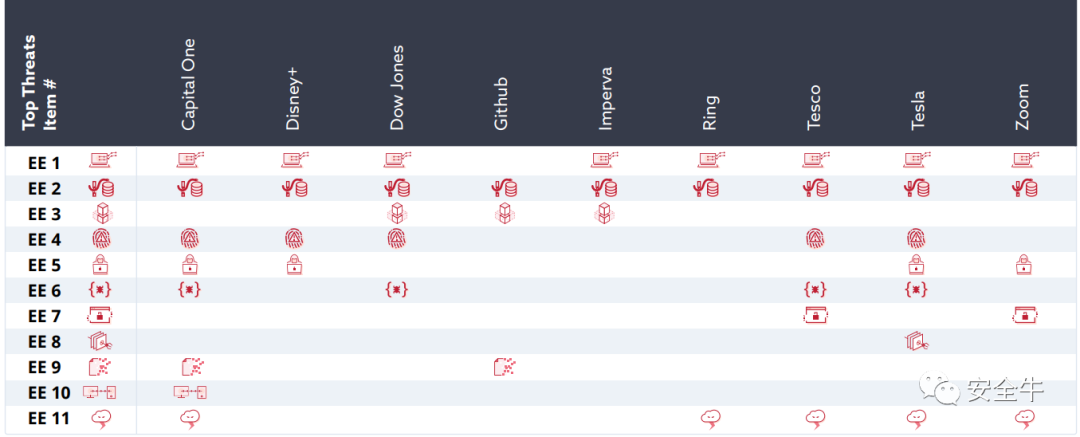 Top Threats
Item #
Capital One
Disney+
Dow Jones
Github
Imperva
Ring
Tesco
Tesla
Zoom
EE 1
EE 2
EE 3
EE 4
EE 5
EE 6
EE 7
EE 8
EE 9
EE 10
EE 11
安全牛